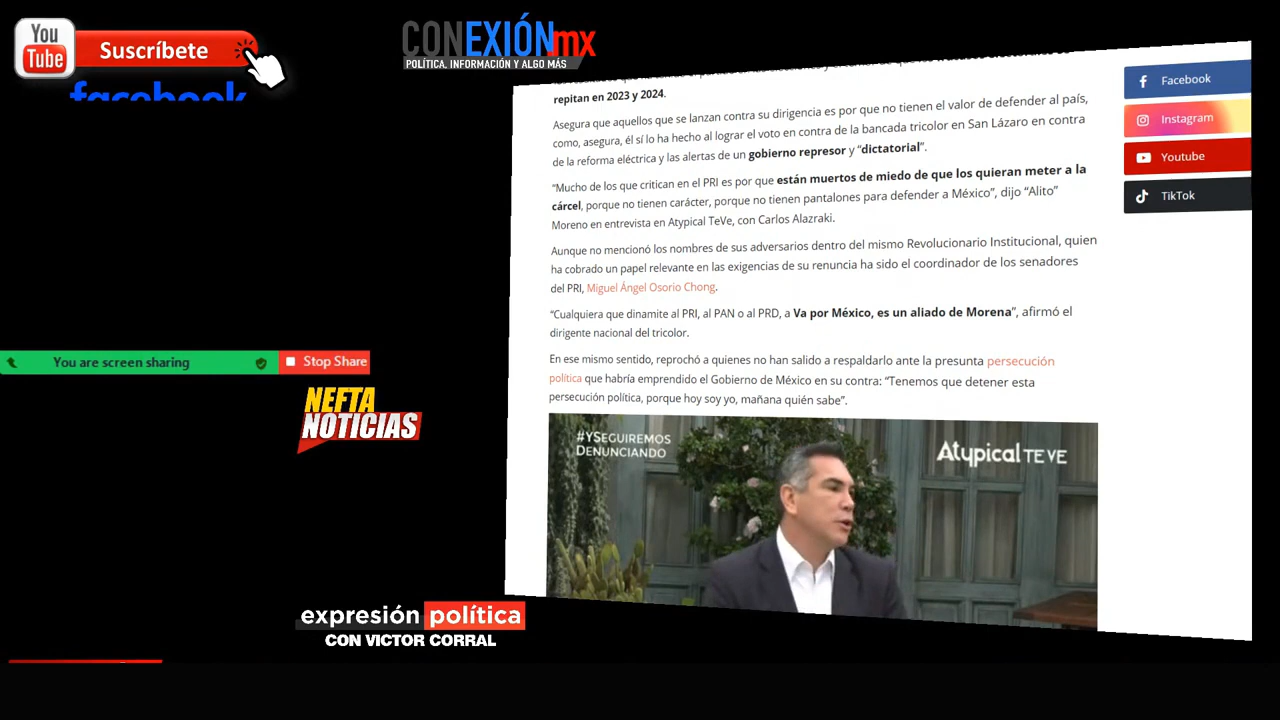 You
Tube
Suscríbete
facebook
CONEXIÓNmx
POLÍTICA. INFORMACIÓN Y ALGO MÁS
You are screen sharing
Stop Share
NEFTA
NOTICIAS
expresión política
CON VICTOR CORRAL
repitan en 2023 y 2024.
Asegura que aquellos que se lanzan contra su dirigencia es por que no tienen el valor de defender al país,
como, asegura, él sí lo ha hecho al lograr el voto en contra de la bancada tricolor en San Lázaro en contra
de la reforma eléctrica y las alertas de un gobierno represor y “dictatorial”.
“Mucho de los que critican en el PRI es por que están muertos de miedo de que los quieran meter a la
cárcel, porque no tienen carácter, porque no tienen pantalones para defender a México”, dijo “Alito”
Moreno en entrevista en Atypical TeVe, con Carlos Alazraki.
Aunque no mencionó los nombres de sus adversarios dentro del mismo Revolucionario Institucional, quien
ha cobrado un papel relevante en las exigencias de su renuncia ha sido el coordinador de los senadores
del PRI, Miguel Ángel Osorio Chong.
“Cualquiera que dinamite al PRI, al PAN o al PRD, a Va por México, es un aliado de Morena”, afirmó el
dirigente nacional del tricolor.
En ese mismo sentido, reprochó a quienes no han salido a respaldarlo ante la presunta persecución
política que habría emprendido el Gobierno de México en su contra: “Tenemos que detener esta
persecución política, porque hoy soy yo, mañana quién sabe”.
#YSEGUIREMOS
DENUNCIANDO
Atypical TE VE
Facebook
Instagram
Youtube
TikTok